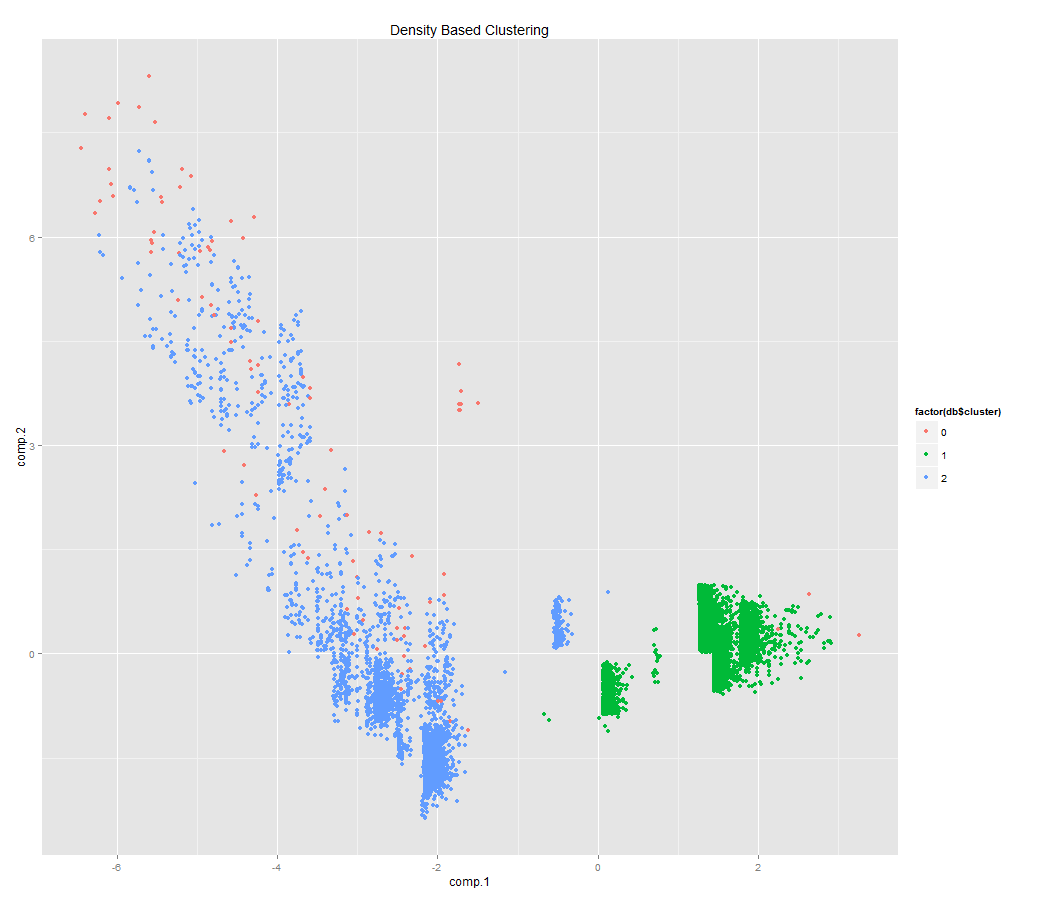 Density Based Clustering
6
3
0
comp.2
-6
-4
-2
0
2
comp.1
factor(db$cluster)
0
1
2